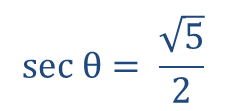 sec θ = √5/2